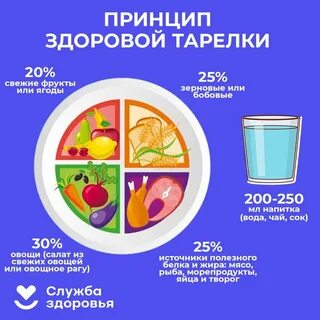 ПРИНЦИП
ЗДОРОВОЙ ТАРЕЛКИ
20%
свежие фрукты
или ягоды
25%
зерновые или
бобовые
200-250
мл напитка
(вода, чай, сок)
30%
овощи (салат из
свежих овощей
или овощное рагу)
25%
источники полезного
белка и жира: мясо,
рыба, морепродукты,
яйца и творог
Служба
здоровья